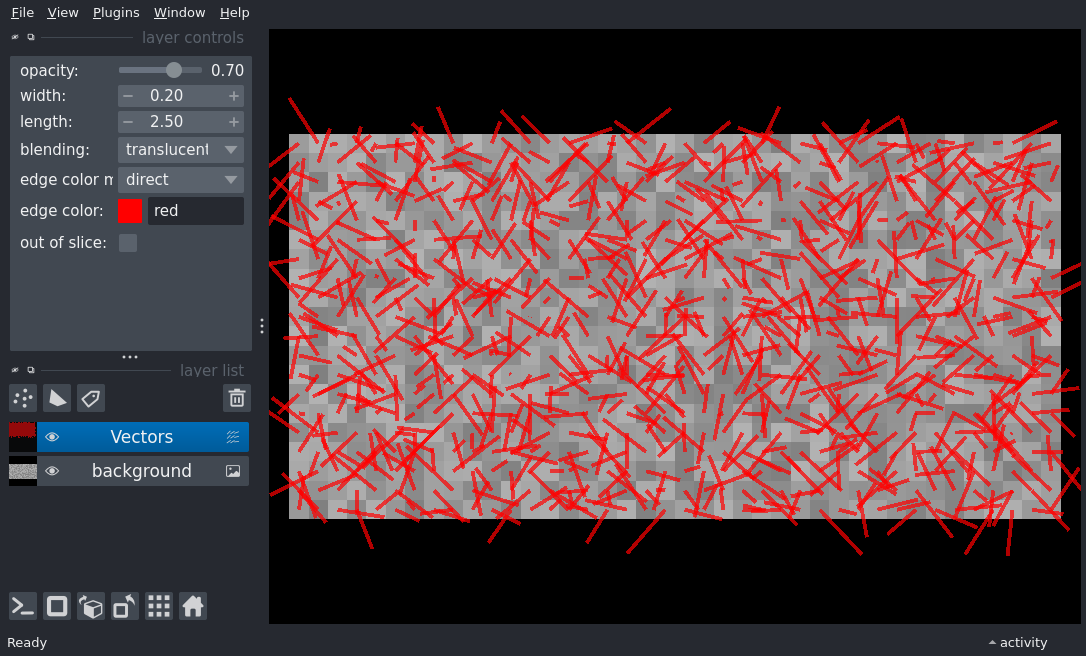 File View Plugins Window Help
layer controls
opacity: 0.70
width: − 0.20 +
length: − 2.50 +
blending: translucent
edge color m direct
edge color: red
out of slice:
layer list
Vectors
background
Ready
activity